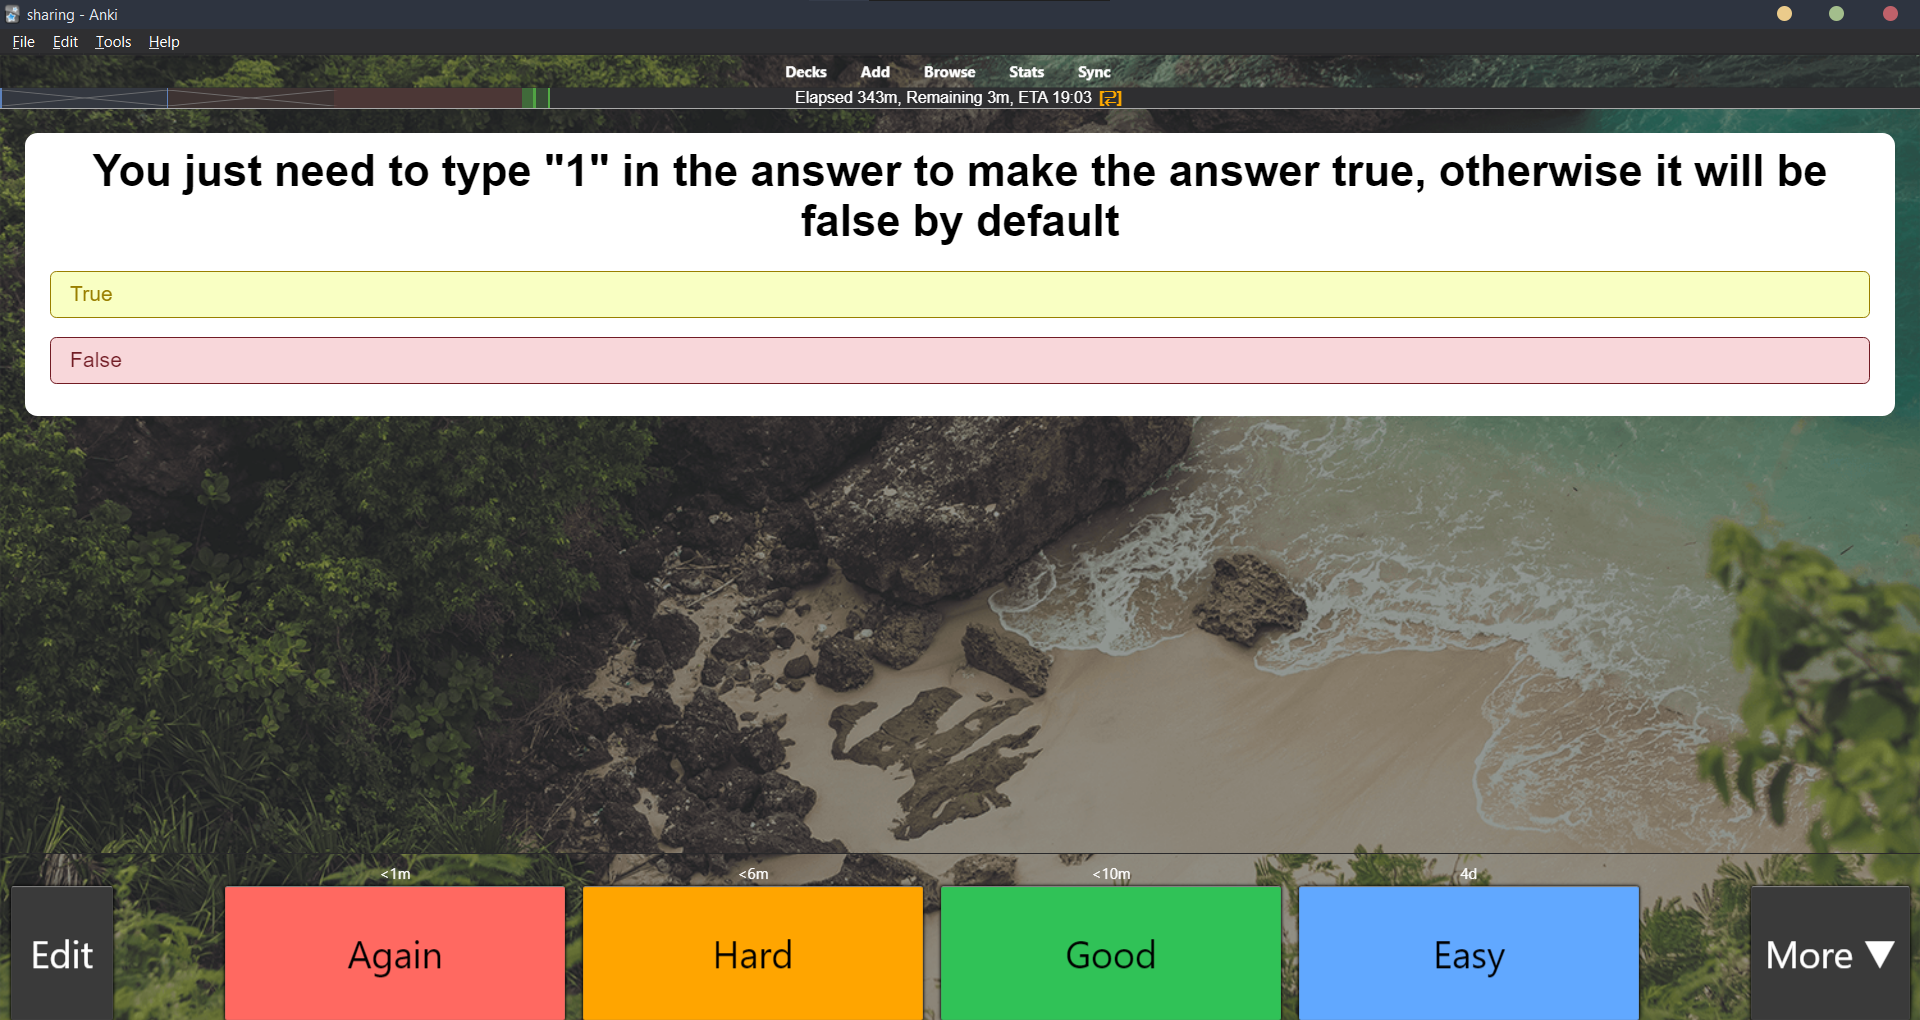 sharing - Anki
File Edit Tools Help
Decks Add Browse Stats Sync
Elapsed 343m, Remaining 3m, ETA 19:03 [⇄]
You just need to type "1" in the answer to make the answer true, otherwise it will be
false by default
True
False
<1m <6m <10m 4d
Edit Again Hard Good Easy More ▼